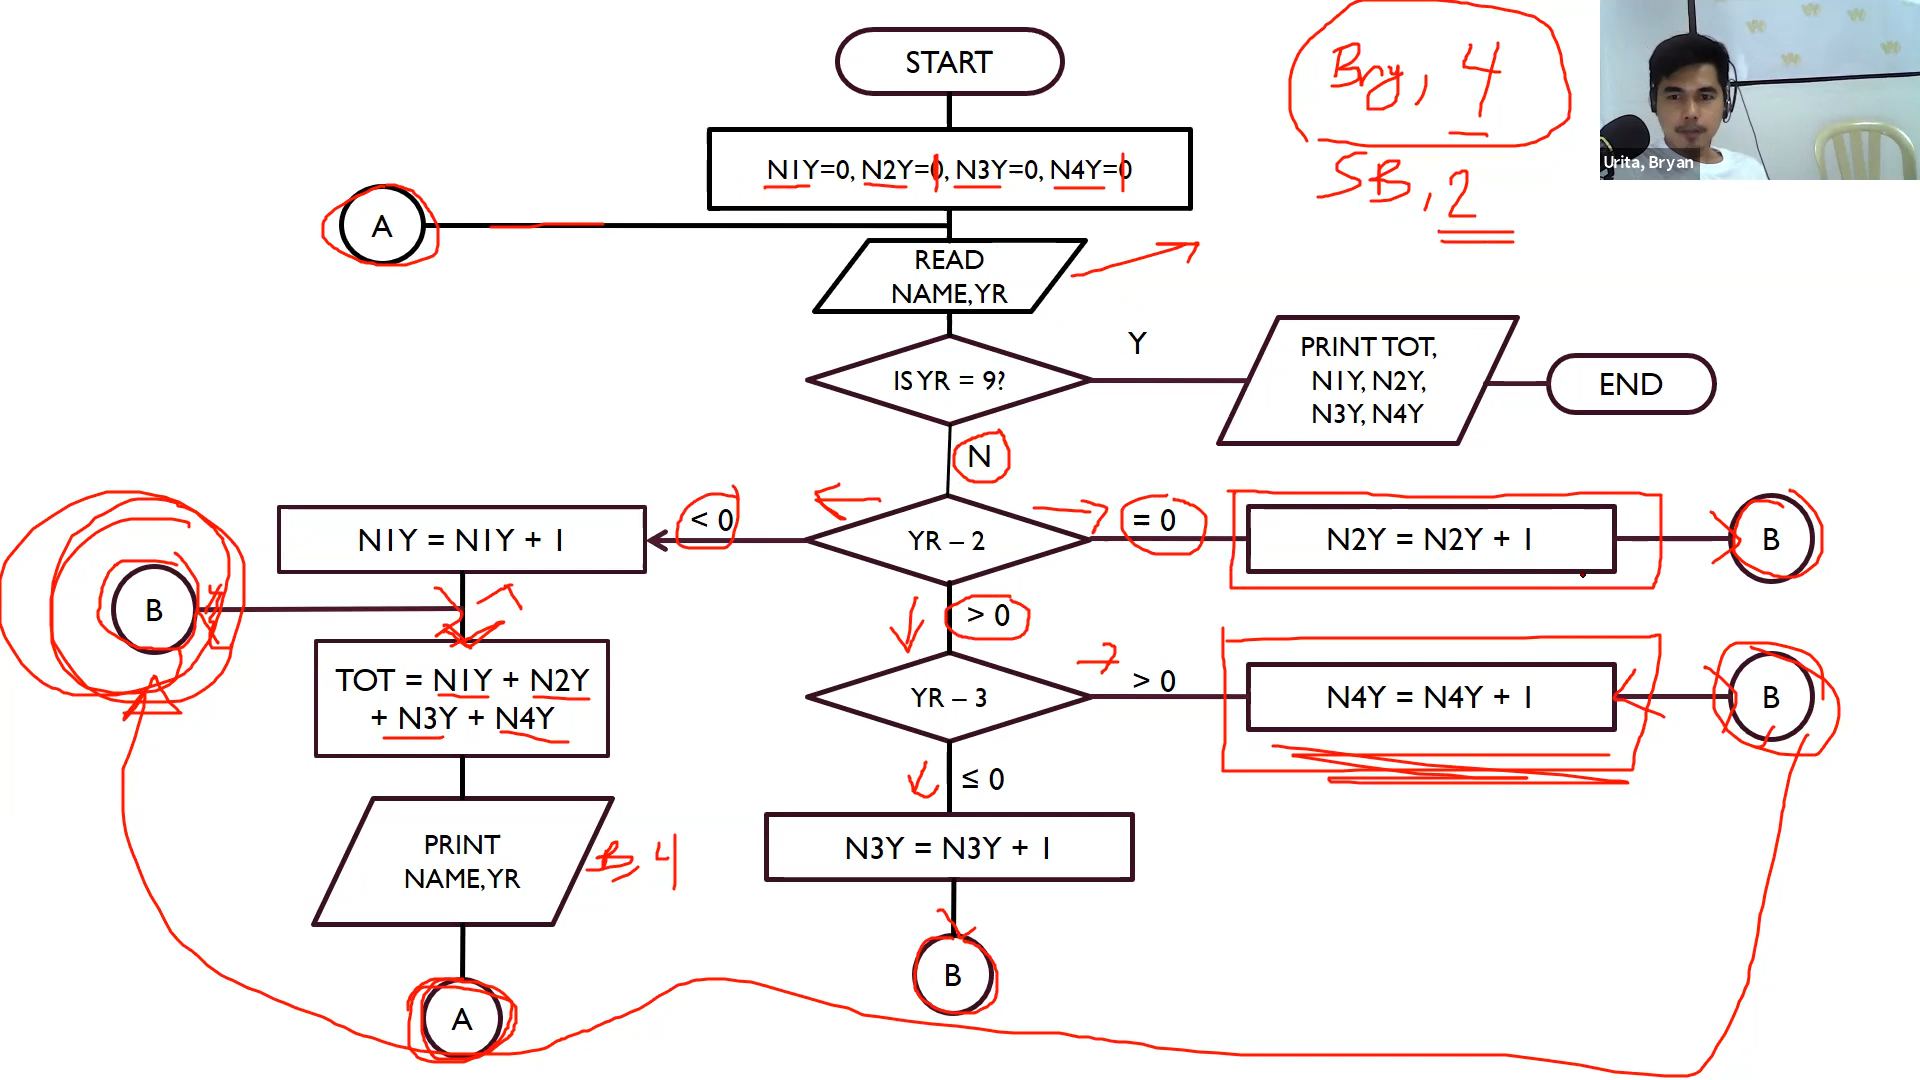 START
Bry, 4
Urita, Bryan
N1Y=0, N2Y=0, N3Y=0, N4Y=0
SB, 2
A
READ
NAME,YR
IS YR = 9?
Y
PRINT TOT,
N1Y, N2Y,
N3Y, N4Y
END
N
YR – 2
< 0
= 0
N1Y = N1Y + 1
N2Y = N2Y + 1
B
B
> 0
TOT = N1Y + N2Y
+ N3Y + N4Y
YR – 3
> 0
N4Y = N4Y + 1
B
≤ 0
PRINT
NAME,YR
B, 4
N3Y = N3Y + 1
B
A